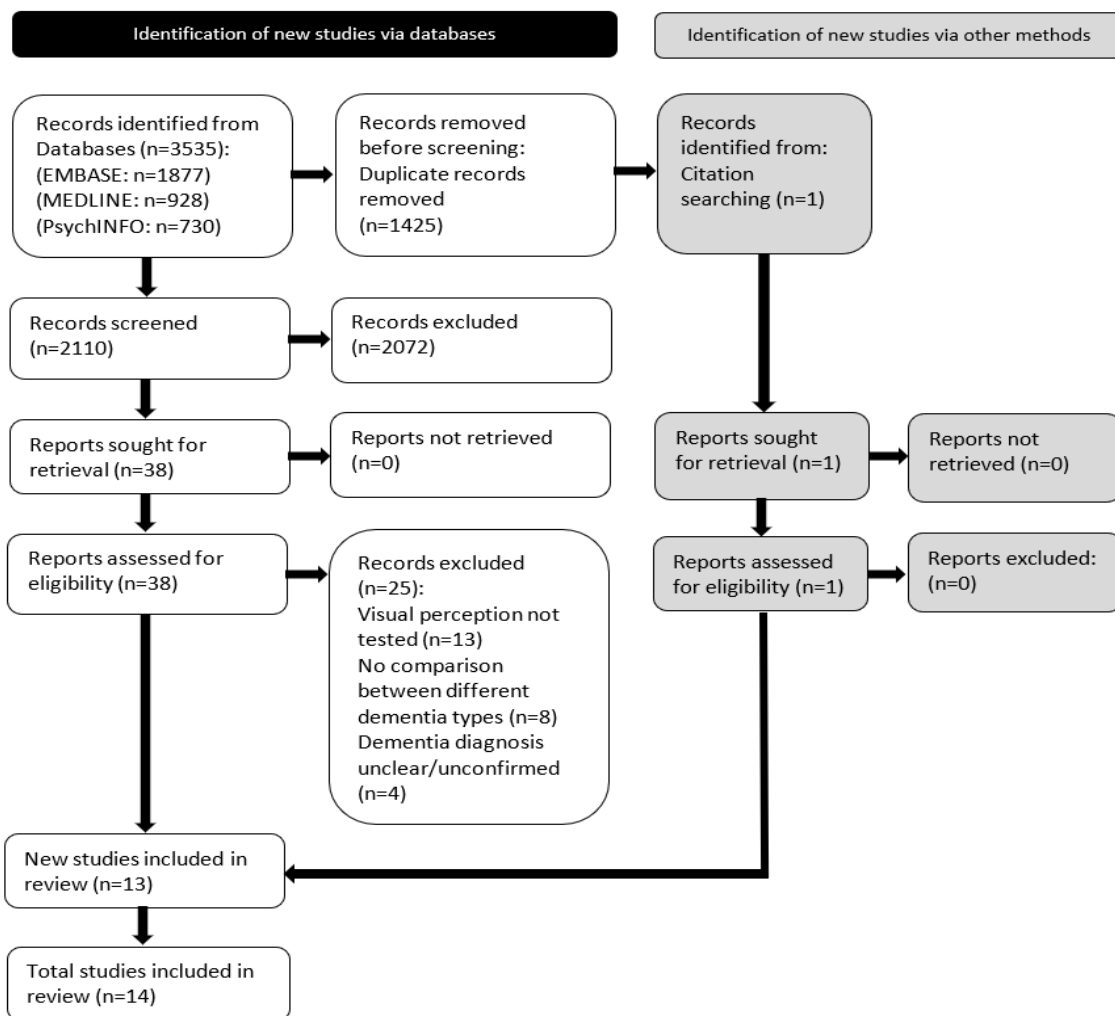 Identification of new studies via databases
Identification of new studies via other methods
Records identified from
Databases (n=3535):
(EMBASE: n=1877)
(MEDLINE: n=928)
(PsychINFO: n=730)
Records removed
before screening:
Duplicate records
removed
(n=1425)
Records
identified from:
Citation
searching (n=1)
Records screened
(n=2110)
Records excluded
(n=2072)
Reports sought for
retrieval (n=38)
Reports not retrieved
(n=0)
Reports sought
for retrieval (n=1)
Reports not
retrieved (n=0)
Reports assessed for
eligibility (n=38)
Records excluded
(n=25):
Visual perception not
tested (n=13)
No comparison
between different
dementia types (n=8)
Dementia diagnosis
unclear/unconfirmed
(n=4)
Reports assessed
for eligibility (n=1)
Reports excluded:
(n=0)
New studies included in
review (n=13)
Total studies included in
review (n=14)